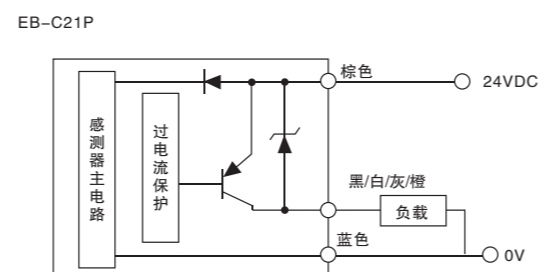 EB-C21P
棕色
24VDC
感测器主电路
过电流保护
黑/白/灰/橙
负载
蓝色
0V